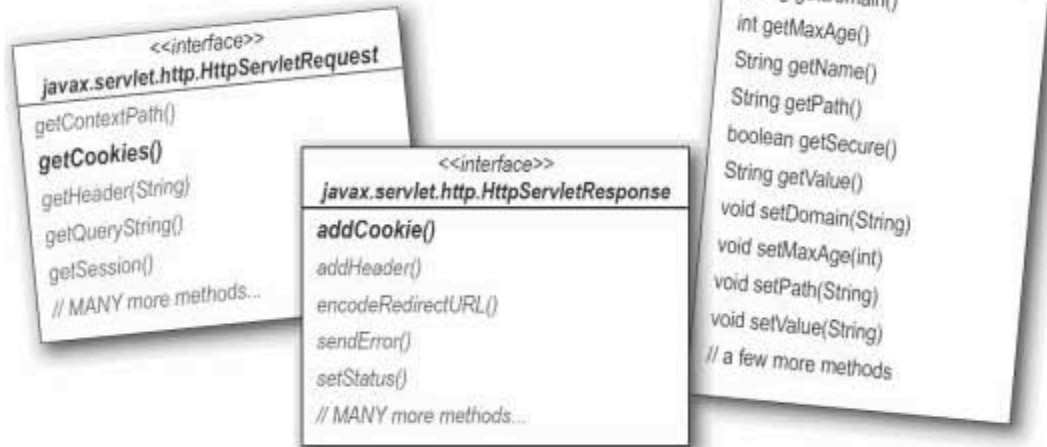 <<interface>>
javax.servlet.http.HttpServletRequest
getContextPath()
getCookies()
getHeader(String)
getQueryString()
getSession()
// MANY more methods...
<<interface>>
javax.servlet.http.HttpServletResponse
addCookie()
addHeader()
encodeRedirectURL()
sendError()
setStatus()
// MANY more methods...
int getMaxAge()
String getName()
String getPath()
boolean getSecure()
String getValue()
void setDomain(String)
void setMaxAge(int)
void setPath(String)
void setValue(String)
// a few more methods